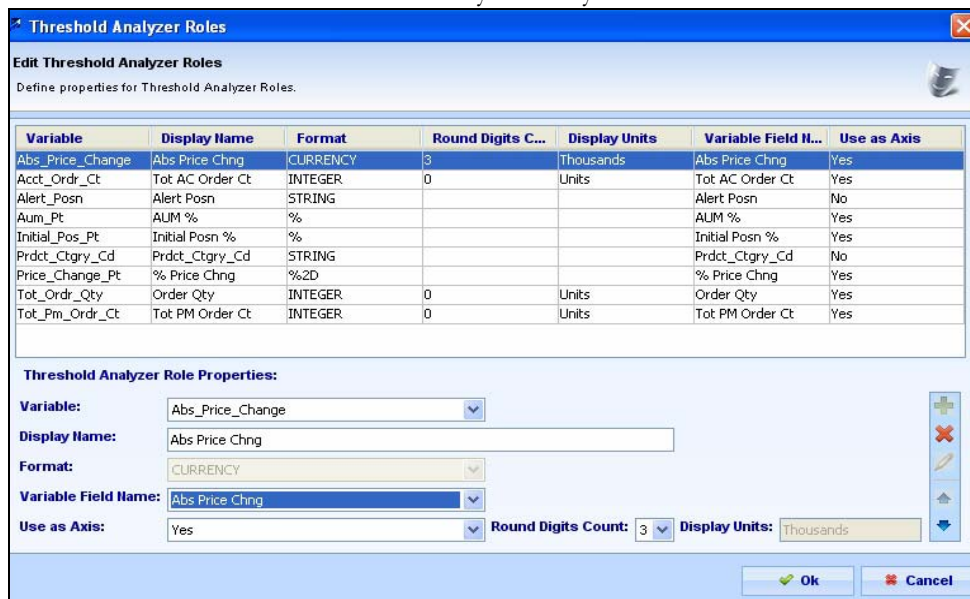 Threshold Analyzer Roles
Edit Threshold Analyzer Roles
Define properties for Threshold Analyzer Roles.
Variable Display Name Format Round Digits C... Display Units Variable Field N... Use as Axis
Abs_Price_Change Abs Price Chng CURRENCY 3 Thousands Abs Price Chng Yes
Acct_Ordr_Ct Tot AC Order Ct INTEGER 0 Units Tot AC Order Ct Yes
Alert_Posn Alert Posn STRING Alert Posn No
Aum_Pt AUM % % AUM % Yes
Initial_Pos_Pt Initial Posn % % Initial Posn % Yes
Prdct_Ctgry_Cd Prdct_Ctgry_Cd STRING Prdct_Ctgry_Cd No
Price_Change_Pt % Price Chng %2D % Price Chng Yes
Tot_Ordr_Qty Order Qty INTEGER 0 Units Order Qty Yes
Tot_Pm_Ordr_Ct Tot PM Order Ct INTEGER 0 Units Tot PM Order Ct Yes
Threshold Analyzer Role Properties:
Variable: Abs_Price_Change
Display Name: Abs Price Chng
Format: CURRENCY
Variable Field Name: Abs Price Chng
Use as Axis: Yes Round Digits Count: 3 Display Units: Thousands
Ok Cancel